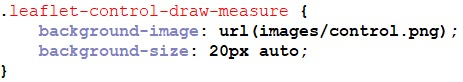 .leaflet-control-draw-measure {
    background-image: url(images/control.png);
    background-size: 20px auto;
}